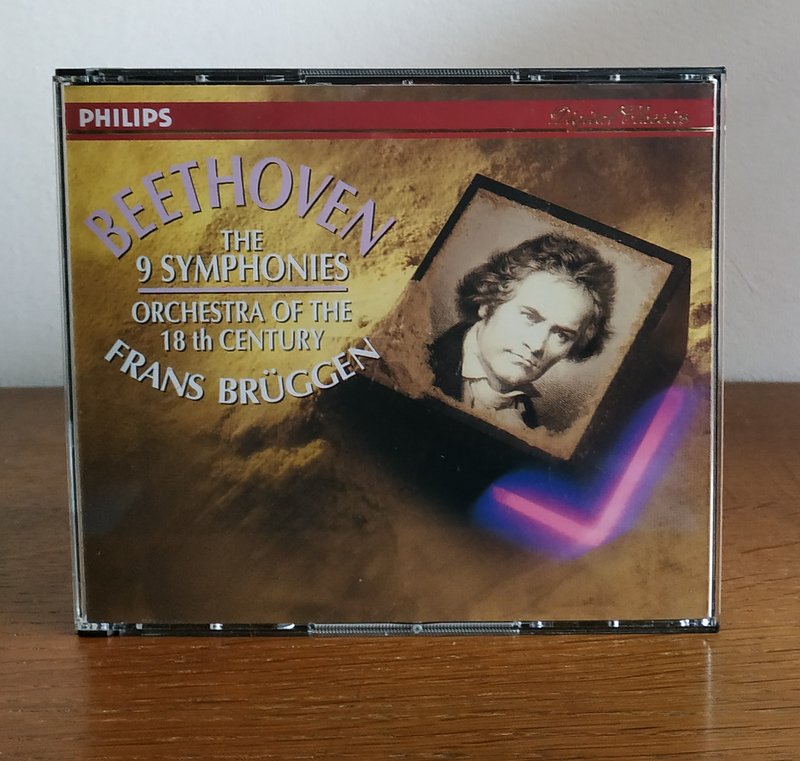 PHILIPS
BEETHOVEN
THE
9 SYMPHONIES
ORCHESTRA OF THE
18 th CENTURY
FRANS BRÜGGEN